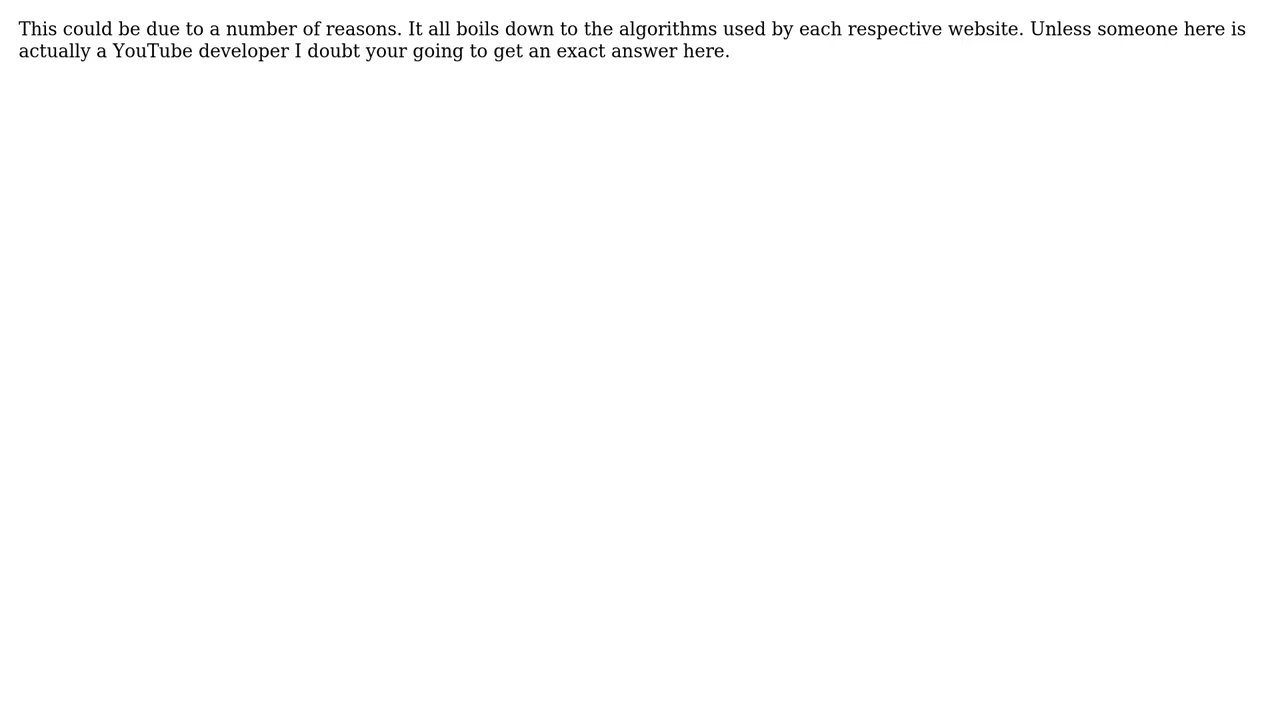 This could be due to a number of reasons. It all boils down to the algorithms used by each respective website. Unless someone here is
actually a YouTube developer I doubt your going to get an exact answer here.